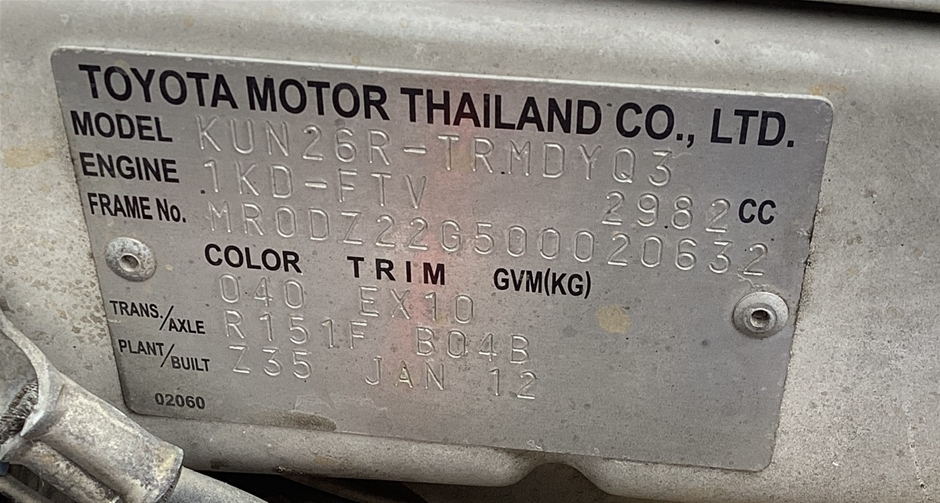 TOYOTA MOTOR THAILAND CO., LTD.
MODEL KUN26R-TRMDYQ3
ENGINE 1KD-FTV 2982 CC
FRAME No. MR0DZ22G500020632
COLOR TRIM GVM(KG)
040 EX10
TRANS./AXLE R151F B04B
PLANT/BUILT Z35 JAN 12
02060